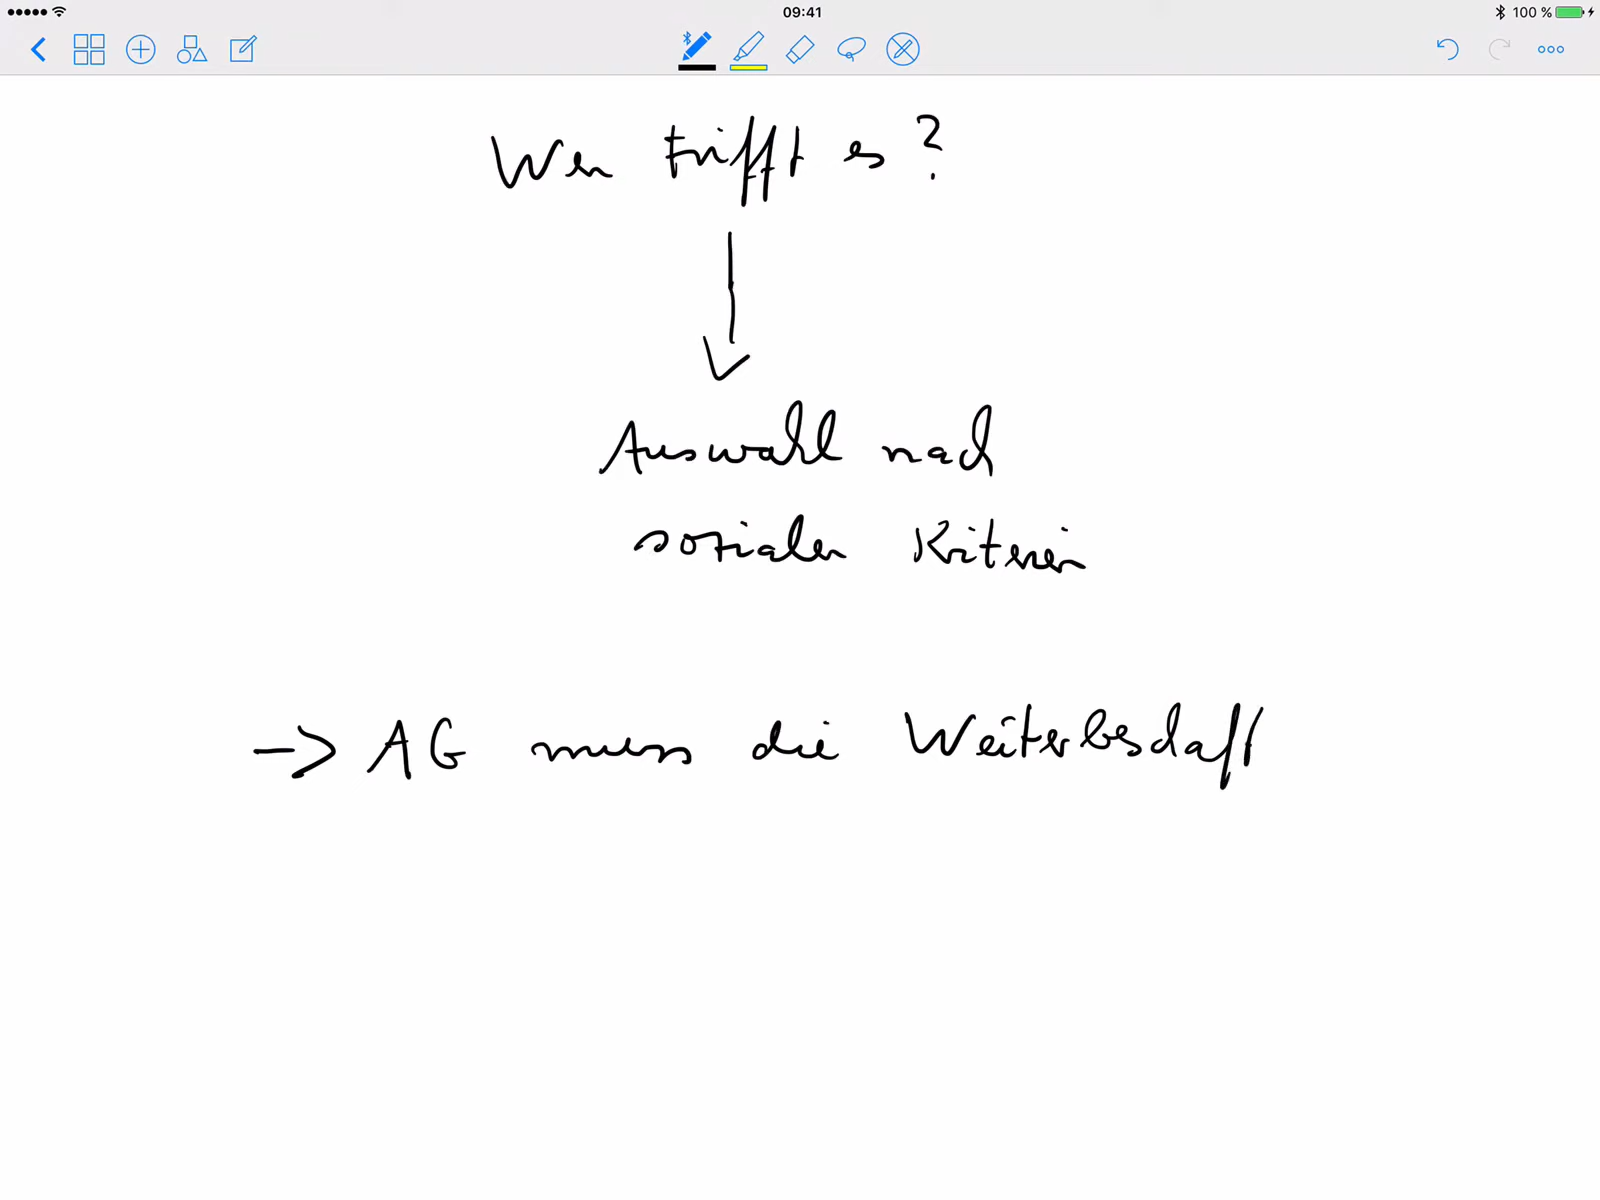 09:41
100 %
Wen trifft es?
Auswahl nach
sozialen Kriterien
-> AG muss die Weiterbeschäft